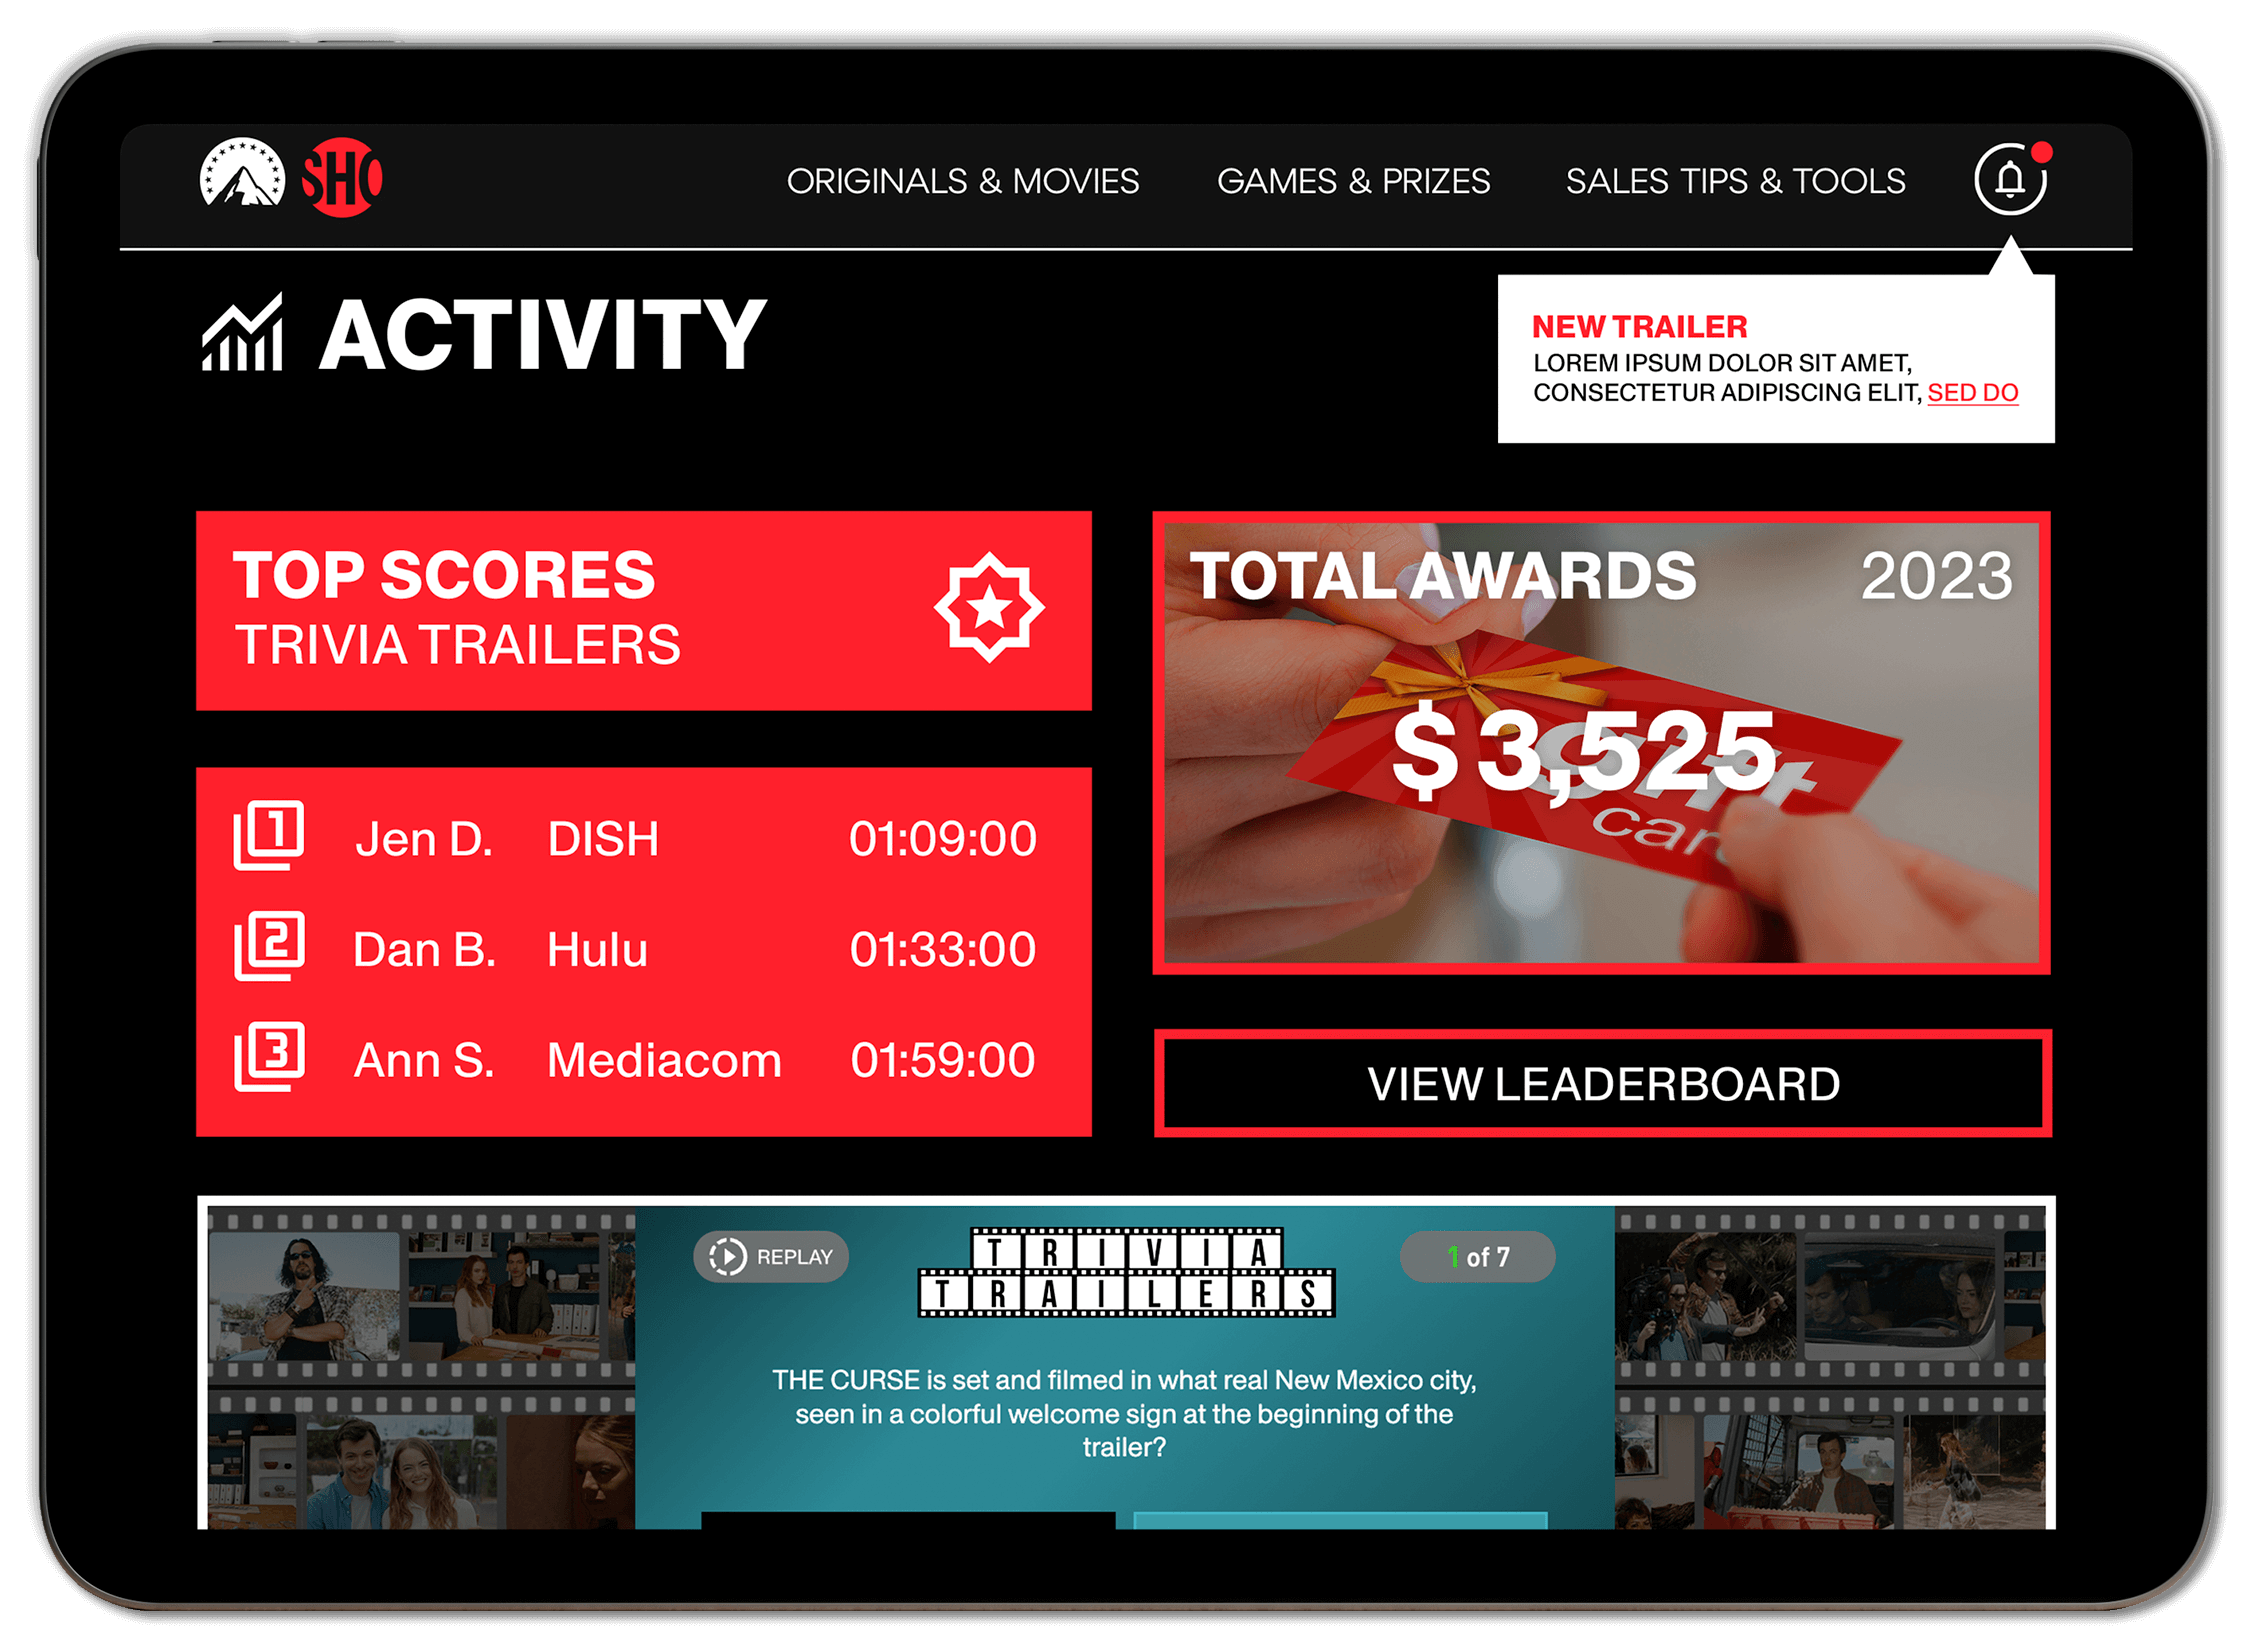 SHO
ORIGINALS & MOVIES
GAMES & PRIZES
SALES TIPS & TOOLS
ACTIVITY
NEW TRAILER
LOREM IPSUM DOLOR SIT AMET,
CONSECTETUR ADIPISCING ELIT, SED DO
TOP SCORES
TRIVIA TRAILERS
TOTAL AWARDS
2023
$3,525
gift
card
1 Jen D. DISH 01:09:00
2 Dan B. Hulu 01:33:00
3 Ann S. Mediacom 01:59:00
VIEW LEADERBOARD
REPLAY
TRIVIA
TRAILERS
1 of 7
THE CURSE is set and filmed in what real New Mexico city,
seen in a colorful welcome sign at the beginning of the
trailer?